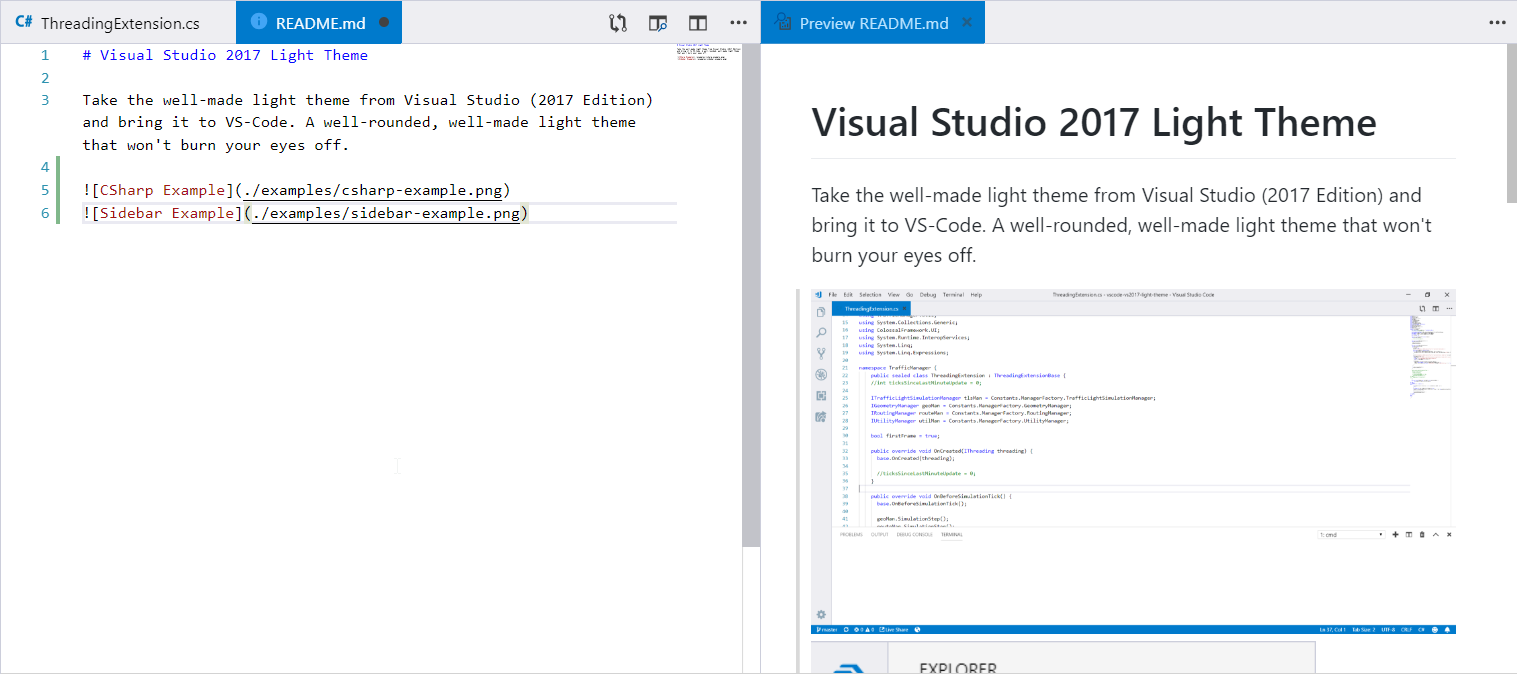 C# ThreadingExtension.cs
README.md
Preview README.md
1 # Visual Studio 2017 Light Theme
2
3 Take the well-made light theme from Visual Studio (2017 Edition)
and bring it to VS-Code. A well-rounded, well-made light theme
that won't burn your eyes off.
4
5 ![CSharp Example](./examples/csharp-example.png)
6 ![Sidebar Example](./examples/sidebar-example.png)
Visual Studio 2017 Light Theme
Take the well-made light theme from Visual Studio (2017 Edition) and
bring it to VS-Code. A well-rounded, well-made light theme that won't
burn your eyes off.
File Edit Selection View Go Debug Terminal Help ThreadingExtension.cs - vscode-vs2017-light-theme - Visual Studio Code
ThreadingExtension.cs
15 using System.Collections.Generic;
16 using ColossalFramework.UI;
17 using System.Runtime.InteropServices;
18 using System.Linq;
19 using System.Linq.Expressions;
20
21 namespace TrafficManager {
22 public sealed class ThreadingExtension : ThreadingExtensionBase {
23 //int ticksSinceLastMinuteUpdate = 0;
24
25 ITrafficLightSimulationManager tlsMan = Constants.ManagerFactory.TrafficLightSimulationManager;
26 IGeometryManager geoMan = Constants.ManagerFactory.GeometryManager;
27 IRoutingManager routeMan = Constants.ManagerFactory.RoutingManager;
28 IUtilityManager utilMan = Constants.ManagerFactory.UtilityManager;
29
30 bool firstFrame = true;
31
32 public override void OnCreated(IThreading threading) {
33 base.OnCreated(threading);
34
35 //ticksSinceLastMinuteUpdate = 0;
36 }
37
38 public override void OnBeforeSimulationTick() {
39 base.OnBeforeSimulationTick();
40
41 geoMan.SimulationStep();
PROBLEMS OUTPUT DEBUG CONSOLE TERMINAL 1: cmd
master 0 0 Live Share Ln 37, Col 1 Tab Size: 2 UTF-8 CRLF C#
EXPLORER